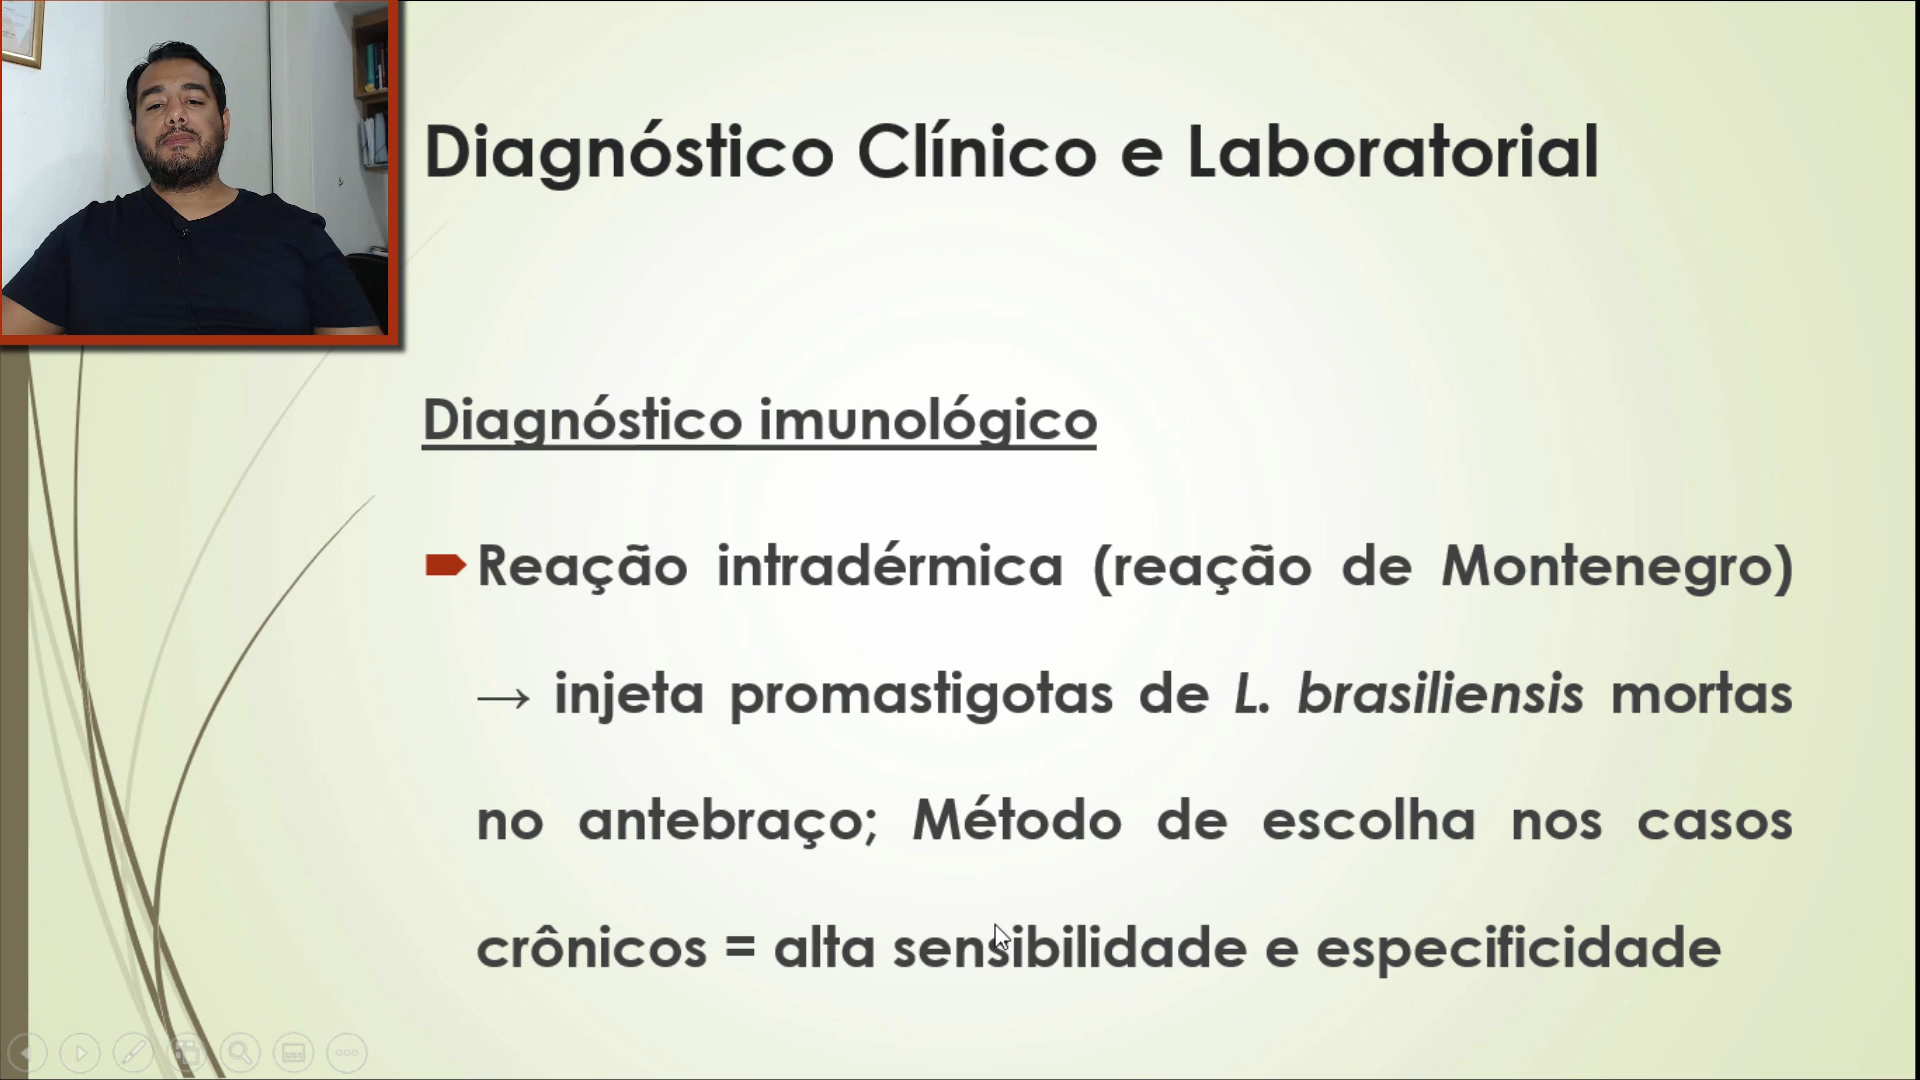 Diagnóstico Clínico e Laboratorial
Diagnóstico imunológico
Reação intradérmica (reação de Montenegro)
→ injeta promastigotas de L. brasiliensis mortas
no antebraço; Método de escolha nos casos
crônicos = alta sensibilidade e especificidade